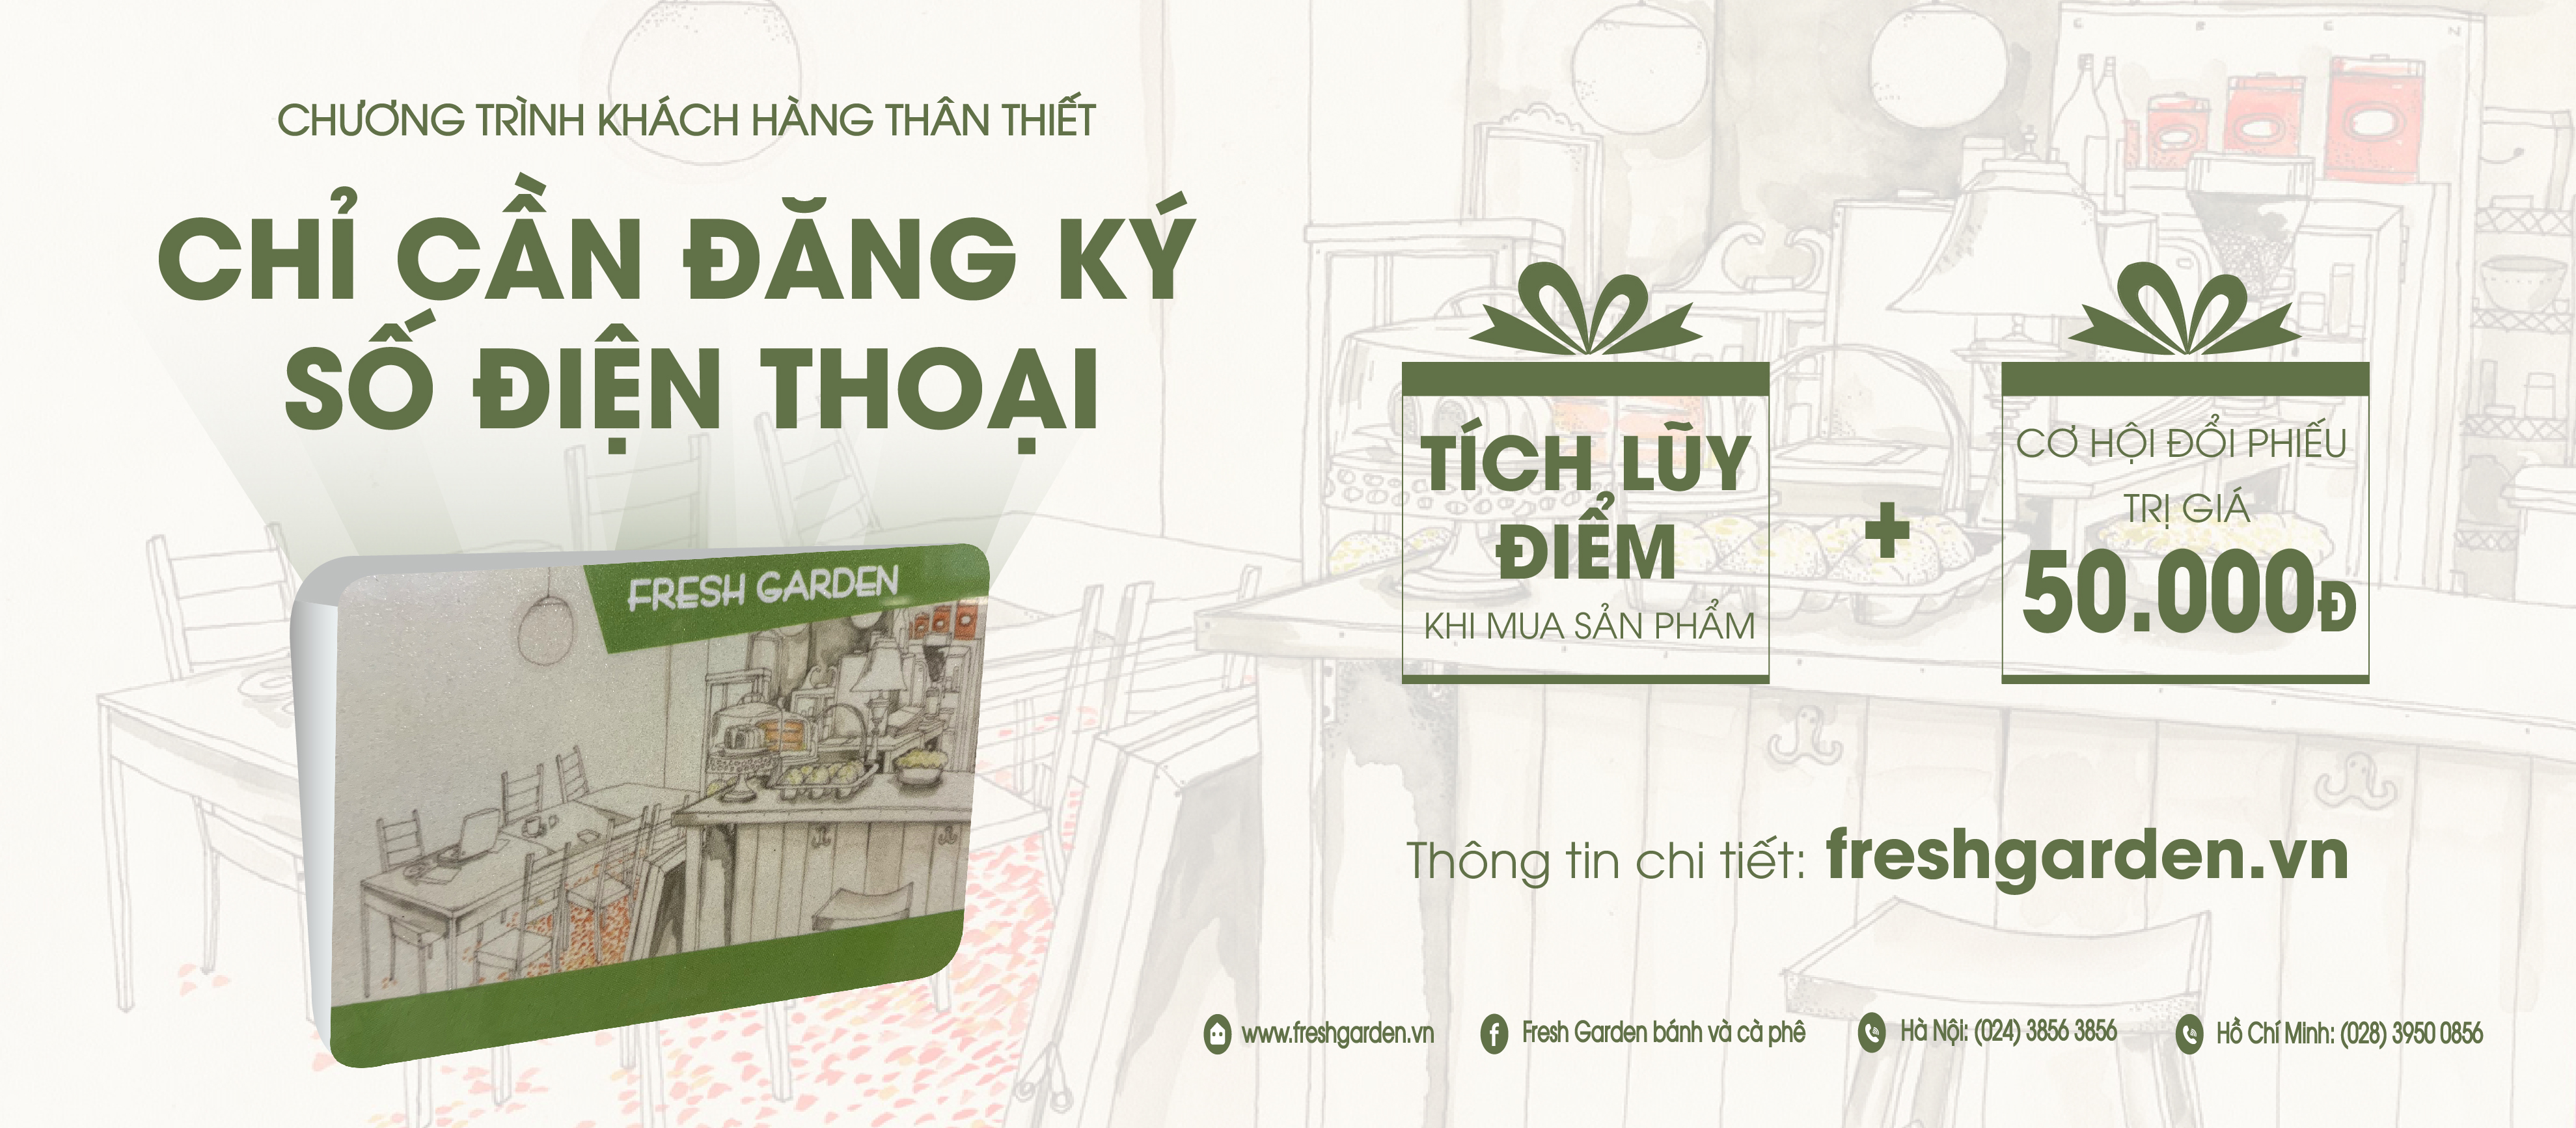 CHƯƠNG TRÌNH KHÁCH HÀNG THÂN THIẾT
CHỈ CẦN ĐĂNG KÝ
SỐ ĐIỆN THOẠI
FRESH GARDEN
TÍCH LŨY
ĐIỂM
KHI MUA SẢN PHẨM
+
CƠ HỘI ĐỔI PHIẾU
TRỊ GIÁ
50.000Đ
Thông tin chi tiết: freshgarden.vn
www.freshgarden.vn
Fresh Garden bánh và cà phê
Hà Nội: (024) 3856 3856
Hồ Chí Minh: (028) 3950 0856